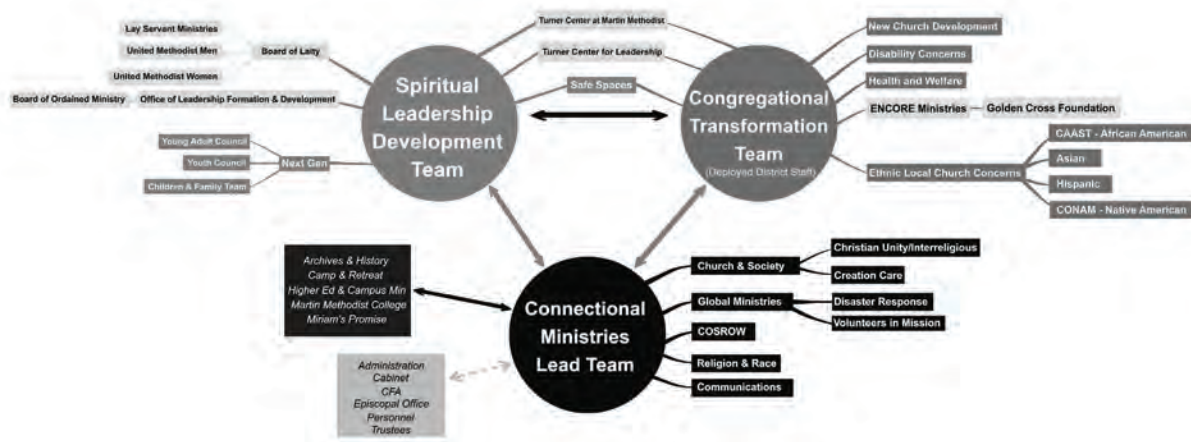 Lay Servant Ministries
United Methodist Men
Board of Laity
United Methodist Women
Board of Ordained Ministry
Office of Leadership Formation & Development
Young Adult Council
Youth Council
Next Gen
Children & Family Team
Spiritual
Leadership
Development
Team
Turner Center at Martin Methodist
Turner Center for Leadership
Safe Spaces
Congregational
Transformation
Team
(Deployed District Staff)
New Church Development
Disability Concerns
Health and Welfare
ENCORE Ministries
Golden Cross Foundation
Ethnic Local Church Concerns
CAAST - African American
Asian
Hispanic
CONAM - Native American
Archives & History
Camp & Retreat
Higher Ed & Campus Min
Martin Methodist College
Miriam's Promise
Administration
Cabinet
CFA
Episcopal Office
Personnel
Trustees
Connectional
Ministries
Lead Team
Church & Society
Christian Unity/Interreligious
Creation Care
Global Ministries
Disaster Response
Volunteers in Mission
COSROW
Religion & Race
Communications